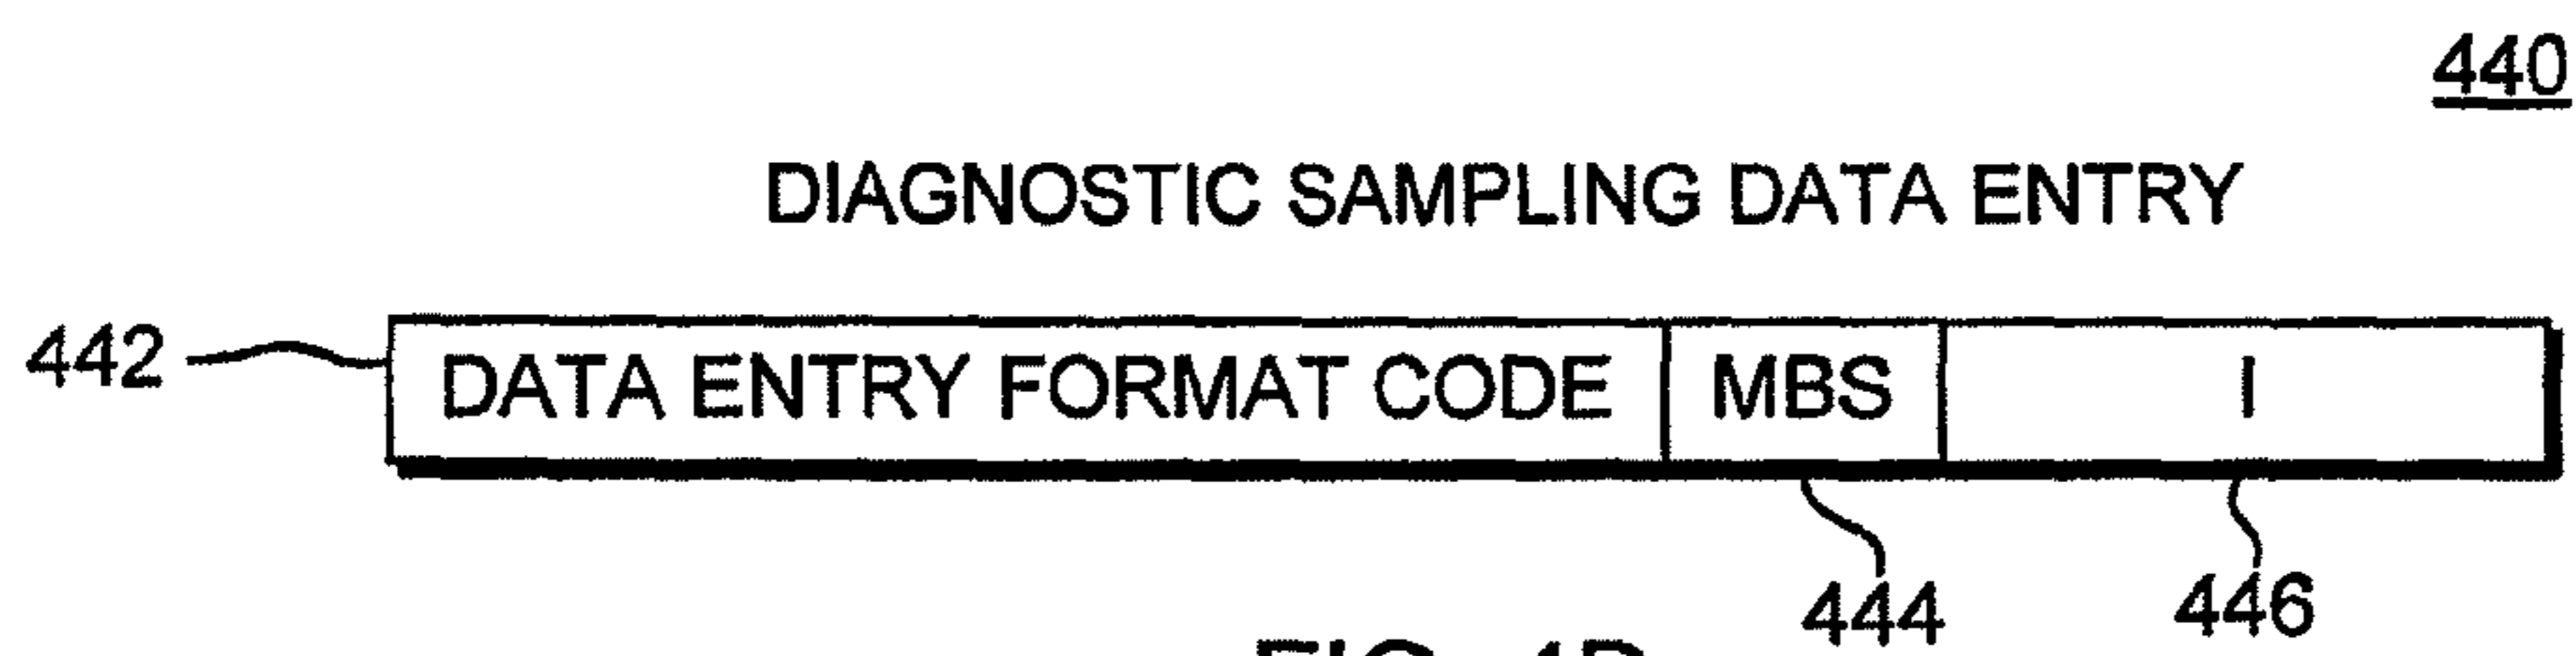 440
DIAGNOSTIC SAMPLING DATA ENTRY
442 DATA ENTRY FORMAT CODE MBS I
444 446